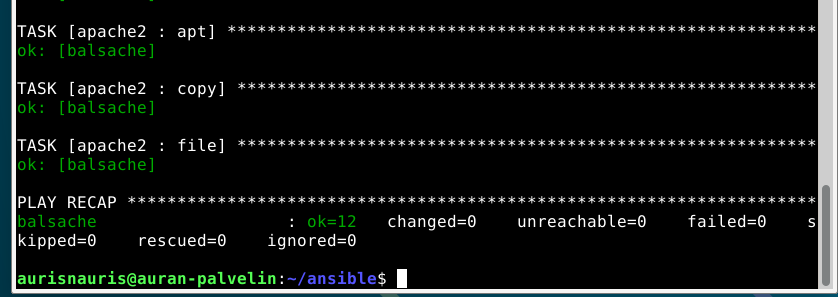 TASK [apache2 : apt] ***********************************************************
ok: [balsache]
TASK [apache2 : copy] **********************************************************
ok: [balsache]
TASK [apache2 : file] **********************************************************
ok: [balsache]
PLAY RECAP *********************************************************************
balsache                   : ok=12   changed=0    unreachable=0    failed=0    s
kipped=0    rescued=0    ignored=0
aurisnauris@auran-palvelin:~/ansible$